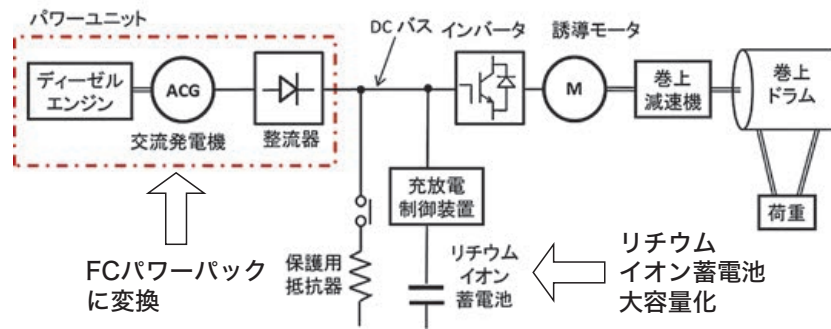 パワーユニット
DCバス
インバータ
誘導モータ
ディーゼル
エンジン
ACG
交流発電機
整流器
M
巻上
減速機
巻上
ドラム
荷重
充放電
制御装置
保護用
抵抗器
リチウム
イオン
蓄電池
FCパワーパック
に変換
リチウム
イオン蓄電池
大容量化